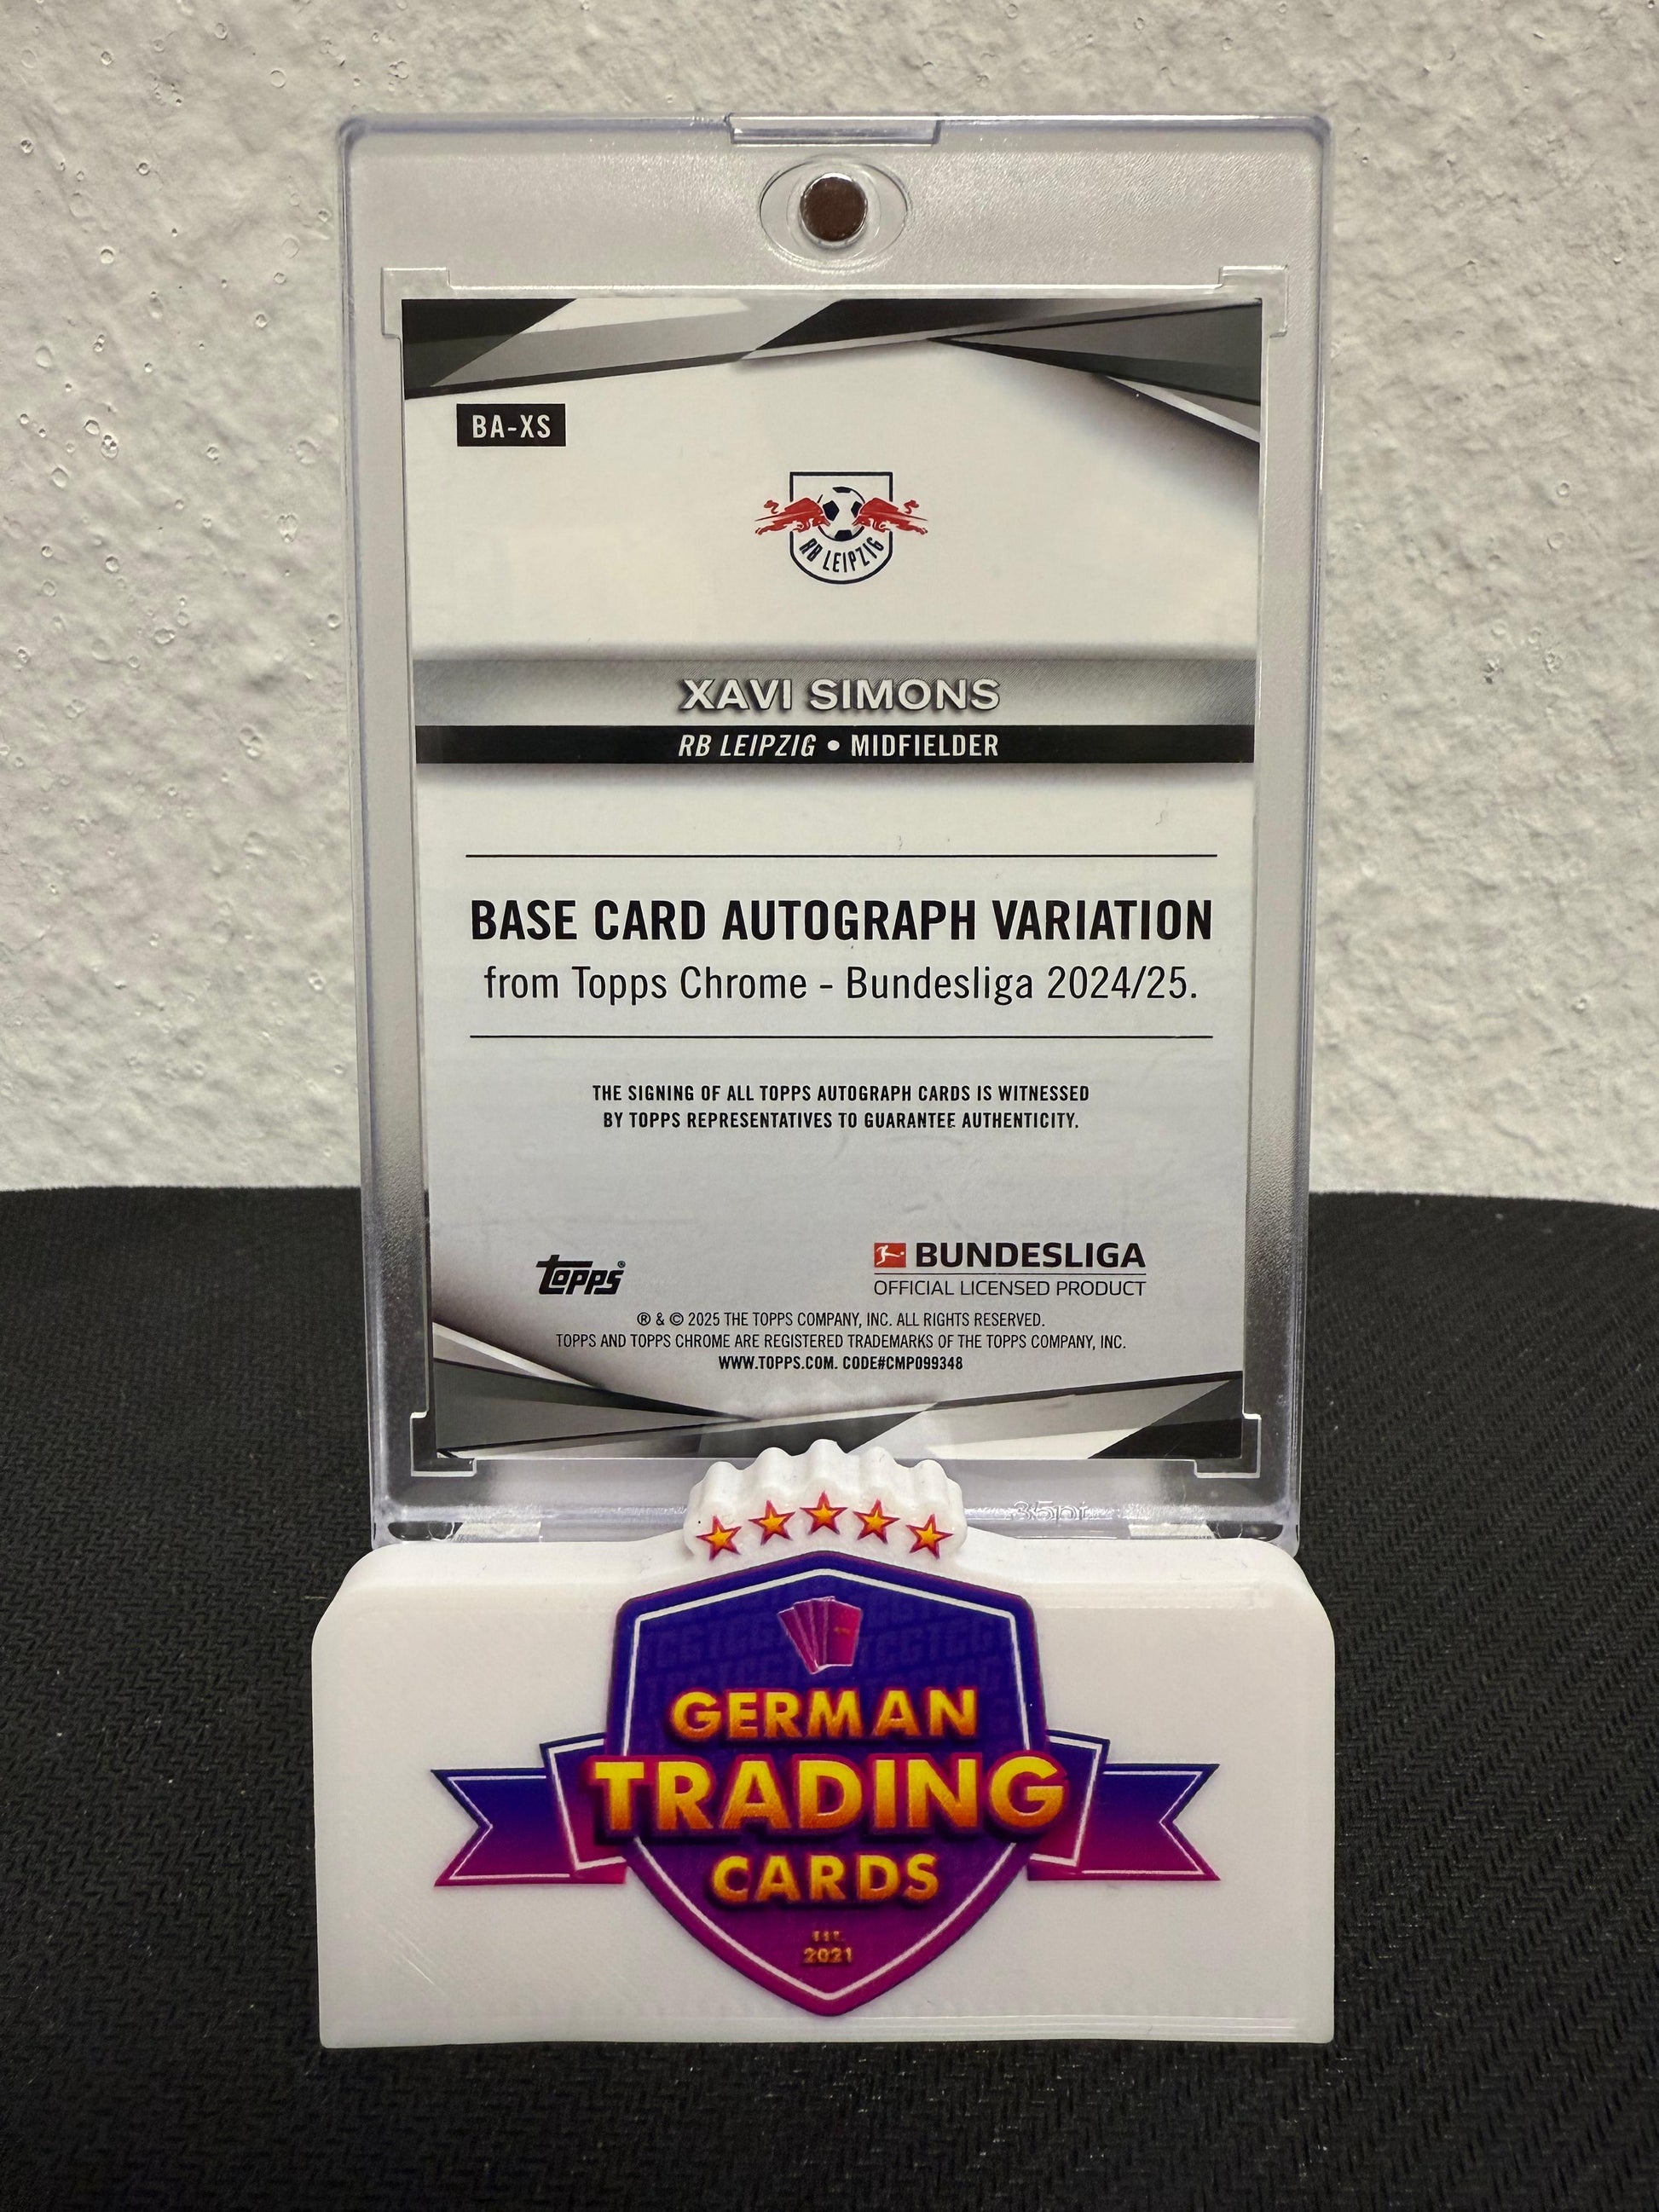 BA-XS
RB LEIPZIG
XAVI SIMONS
RB LEIPZIG • MIDFIELDER
BASE CARD AUTOGRAPH VARIATION
from Topps Chrome - Bundesliga 2024/25.
THE SIGNING OF ALL TOPPS AUTOGRAPH CARDS IS WITNESSED
BY TOPPS REPRESENTATIVES TO GUARANTEE AUTHENTICITY.
topps®
BUNDESLIGA
OFFICIAL LICENSED PRODUCT
® & © 2025 THE TOPPS COMPANY, INC. ALL RIGHTS RESERVED.
TOPPS AND TOPPS CHROME ARE REGISTERED TRADEMARKS OF THE TOPPS COMPANY, INC.
WWW.TOPPS.COM. CODE#CMP099348
35pt
GERMAN
TRADING
CARDS
EST.
2021